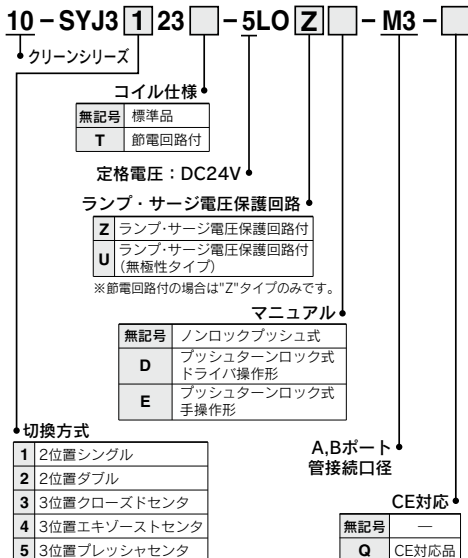 10 - SYJ3 1 23 - 5LO Z - M3 -
クリーンシリーズ
コイル仕様
無記号 標準品
T 節電回路付
定格電圧：DC24V
ランプ・サージ電圧保護回路
Z ランプ・サージ電圧保護回路付
U ランプ・サージ電圧保護回路付
(無極性タイプ)
※節電回路付の場合は"Z"タイプのみです。
マニュアル
無記号 ノンロックプッシュ式
D プッシュターンロック式
ドライバ操作形
E プッシュターンロック式
手操作形
切換方式
1 2位置シングル
2 2位置ダブル
3 3位置クローズドセンタ
4 3位置エキゾーストセンタ
5 3位置プレッシャセンタ
A,Bポート
管接続口径
CE対応
無記号 —
Q CE対応品